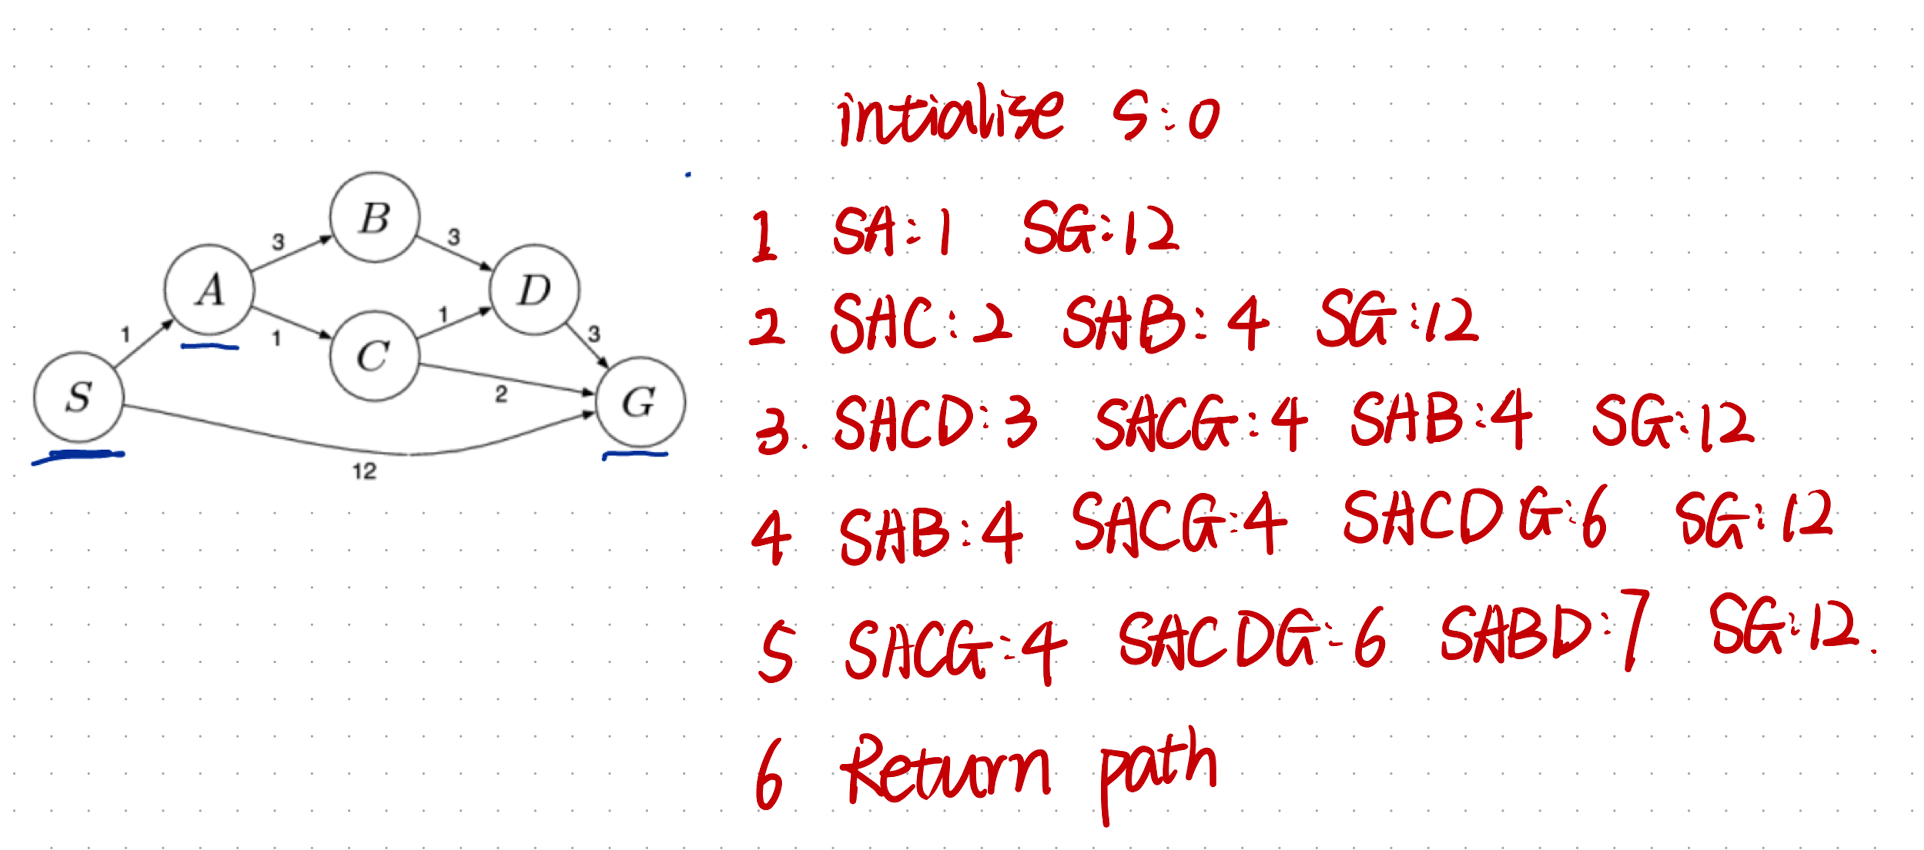 intialise S:0
1 SA:1 SG:12
2 SAC:2 SAB:4 SG:12
3. SACD:3 SACG:4 SAB:4 SG:12
4 SAB:4 SACG:4 SACDG:6 SG:12
5 SACG:4 SACDG:6 SABD:7 SG:12.
6 Return path
B
3
3
A
D
1
1
1
3
C
S
2
G
12